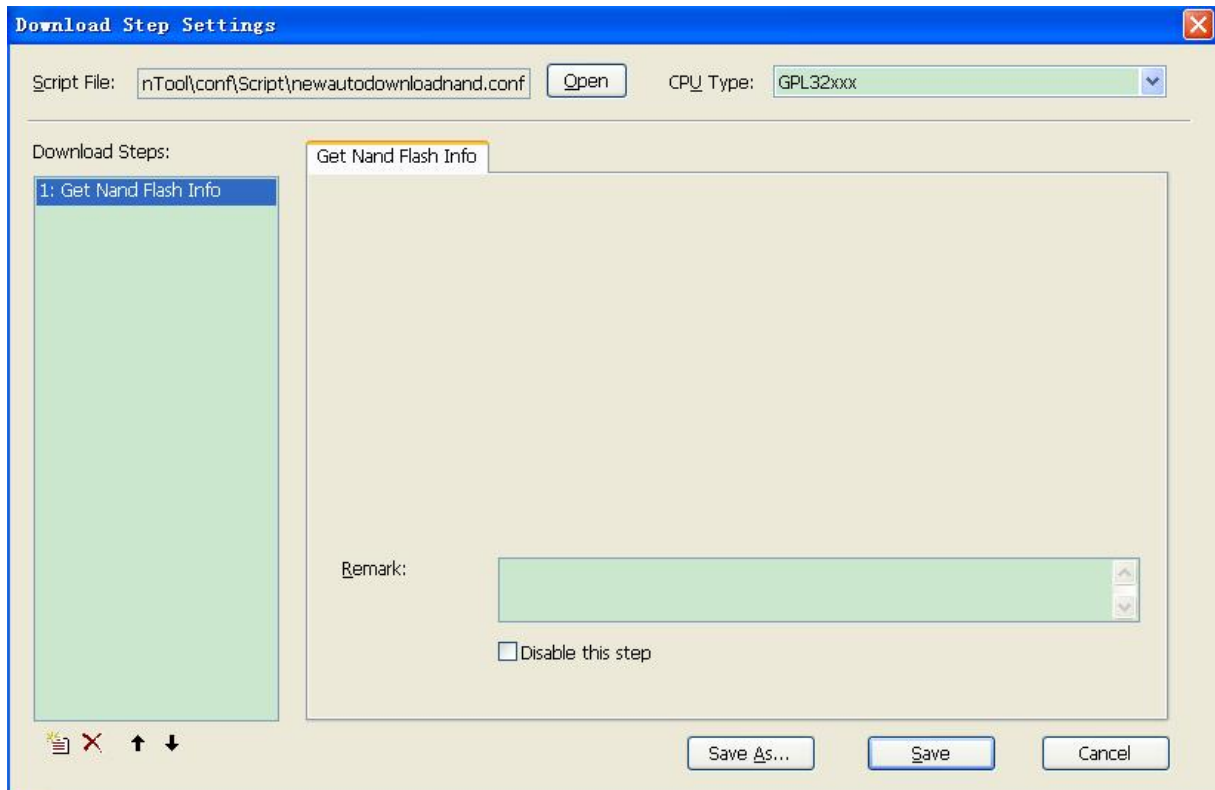 Download Step Settings
Script File: nTool\conf\Script\newautodownloadnand.conf Open CPU Type: GPL32xxx
Download Steps: Get Nand Flash Info
1: Get Nand Flash Info
Remark:
Disable this step
Save As... Save Cancel